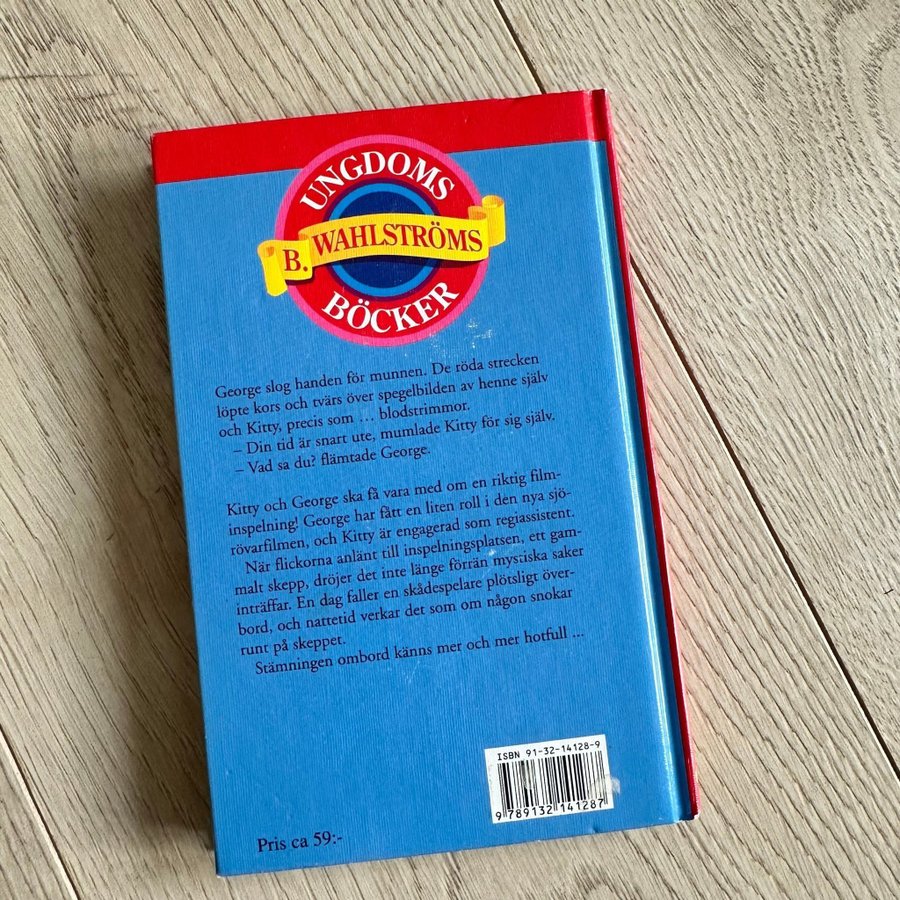 UNGDOMS
B. WAHLSTRÖMS
BÖCKER
George slog handen för munnen. De röda strecken
löpte kors och tvärs över spegelbilden av henne själv
och Kitty, precis som ... blodstrimmor.
– Din tid är snart ute, mumlade Kitty för sig själv.
– Vad sa du? flämtade George.
Kitty och George ska få vara med om en riktig film-
inspelning! George har fått en liten roll i den nya sjö-
rövarfilmen, och Kitty är engagerad som regiassistent.
När flickorna anlänt till inspelningsplatsen, ett gam-
malt skepp, dröjer det inte länge förrän mystiska saker
inträffar. En dag faller en skådespelare plötsligt över-
bord, och nattetid verkar det som om någon snokar
runt på skeppet.
Stämningen ombord känns mer och mer hotfull ...
ISBN 91-32-14128-9
9 789132 141287
Pris ca 59:-